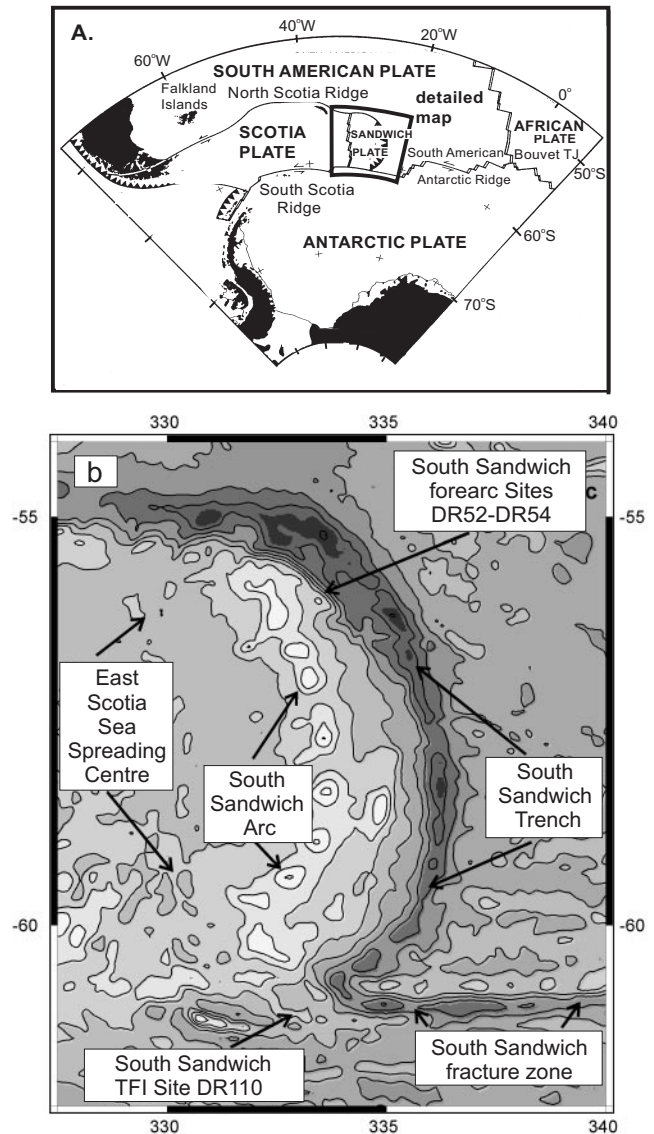 A.
40°W
20°W
60°W
0°
SOUTH AMERICAN PLATE
Falkland
Islands
North Scotia Ridge
detailed
map
AFRICAN
PLATE
SCOTIA
PLATE
SANDWICH
PLATE
South American
Bouvet TJ
50°S
Antarctic Ridge
South Scotia
Ridge
60°S
ANTARCTIC PLATE
70°S
330
335
340
b
South Sandwich
forearc Sites
DR52-DR54
c
-55
-55
East
Scotia
Sea
Spreading
Centre
South
Sandwich
Arc
South
Sandwich
Trench
-60
-60
South Sandwich
TFI Site DR110
South Sandwich
fracture zone
330
335
340